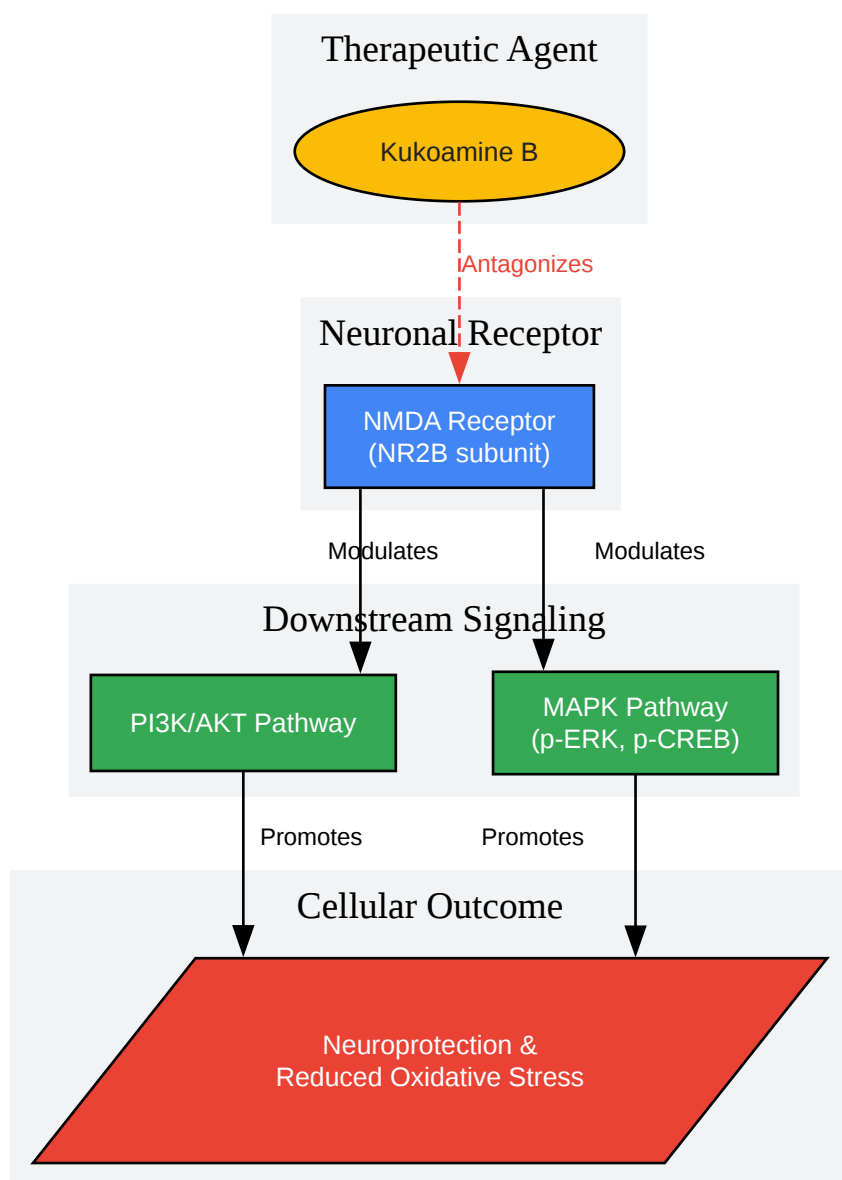 Therapeutic Agent
Kukoamine B
Antagonizes
Neuronal Receptor
NMDA Receptor
(NR2B subunit)
Modulates
Modulates
Downstream Signaling
PI3K/AKT Pathway
MAPK Pathway
(p-ERK, p-CREB)
Promotes
Promotes
Cellular Outcome
Neuroprotection &
Reduced Oxidative Stress